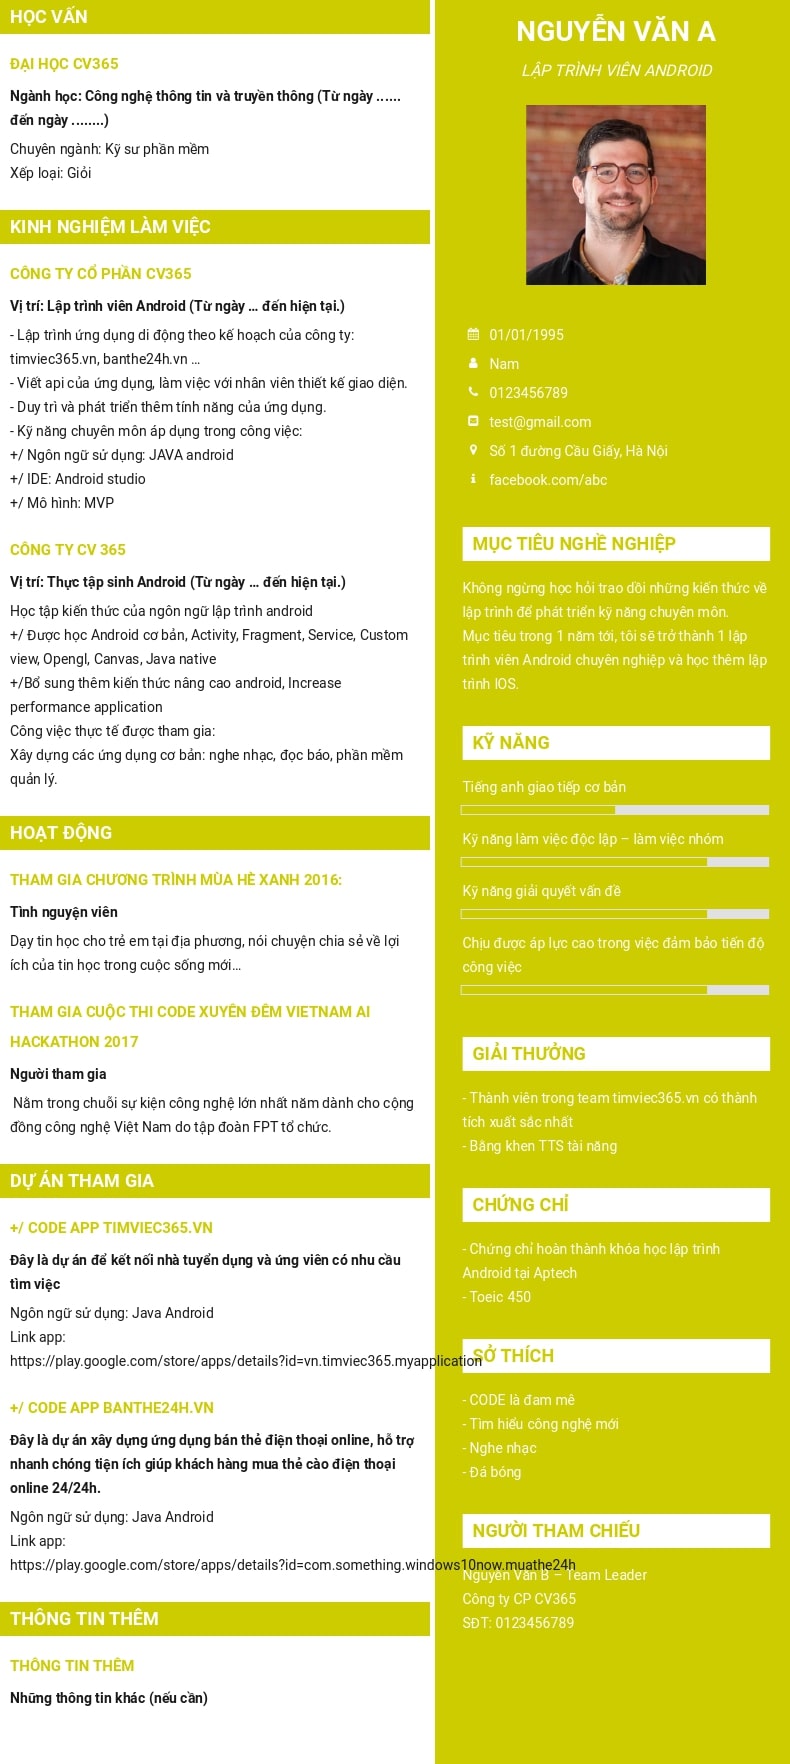 HỌC VẤN
ĐẠI HỌC CV365
Ngành học: Công nghệ thông tin và truyền thông (Từ ngày ......
đến ngày ........)
Chuyên ngành: Kỹ sư phần mềm
Xếp loại: Giỏi
KINH NGHIỆM LÀM VIỆC
CÔNG TY CỔ PHẦN CV365
Vị trí: Lập trình viên Android (Từ ngày ... đến hiện tại.)
- Lập trình ứng dụng di động theo kế hoạch của công ty:
timviec365.vn, banthe24h.vn ...
- Viết api của ứng dụng, làm việc với nhân viên thiết kế giao diện.
- Duy trì và phát triển thêm tính năng của ứng dụng.
- Kỹ năng chuyên môn áp dụng trong công việc:
+/ Ngôn ngữ sử dụng: JAVA android
+/ IDE: Android studio
+/ Mô hình: MVP
CÔNG TY CV 365
Vị trí: Thực tập sinh Android (Từ ngày ... đến hiện tại.)
Học tập kiến thức của ngôn ngữ lập trình android
+/ Được học Android cơ bản, Activity, Fragment, Service, Custom
view, Opengl, Canvas, Java native
+/Bổ sung thêm kiến thức nâng cao android, Increase
performance application
Công việc thực tế được tham gia:
Xây dựng các ứng dụng cơ bản: nghe nhạc, đọc báo, phần mềm
quản lý.
HOẠT ĐỘNG
THAM GIA CHƯƠNG TRÌNH MÙA HÈ XANH 2016:
Tình nguyện viên
Dạy tin học cho trẻ em tại địa phương, nói chuyện chia sẻ về lợi
ích của tin học trong cuộc sống mới...
THAM GIA CUỘC THI CODE XUYÊN ĐÊM VIETNAM AI
HACKATHON 2017
Người tham gia
Nằm trong chuỗi sự kiện công nghệ lớn nhất năm dành cho cộng
đồng công nghệ Việt Nam do tập đoàn FPT tổ chức.
DỰ ÁN THAM GIA
+/ CODE APP TIMVIEC365.VN
Đây là dự án để kết nối nhà tuyển dụng và ứng viên có nhu cầu
tìm việc
Ngôn ngữ sử dụng: Java Android
Link app:
https://play.google.com/store/apps/details?id=vn.timviec365.myapplication
+/ CODE APP BANTHE24H.VN
Đây là dự án xây dựng ứng dụng bán thẻ điện thoại online, hỗ trợ
nhanh chóng tiện ích giúp khách hàng mua thẻ cào điện thoại
online 24/24h.
Ngôn ngữ sử dụng: Java Android
Link app:
https://play.google.com/store/apps/details?id=com.something.windows10now.muathe24h
THÔNG TIN THÊM
THÔNG TIN THÊM
Những thông tin khác (nếu cần)
NGUYỄN VĂN A
LẬP TRÌNH VIÊN ANDROID
01/01/1995
Nam
0123456789
test@gmail.com
Số 1 đường Cầu Giấy, Hà Nội
facebook.com/abc
MỤC TIÊU NGHỀ NGHIỆP
Không ngừng học hỏi trao dồi những kiến thức về
lập trình để phát triển kỹ năng chuyên môn.
Mục tiêu trong 1 năm tới, tôi sẽ trở thành 1 lập
trình viên Android chuyên nghiệp và học thêm lập
trình IOS.
KỸ NĂNG
Tiếng anh giao tiếp cơ bản
Kỹ năng làm việc độc lập – làm việc nhóm
Kỹ năng giải quyết vấn đề
Chịu được áp lực cao trong việc đảm bảo tiến độ
công việc
GIẢI THƯỞNG
- Thành viên trong team timviec365.vn có thành
tích xuất sắc nhất
- Bằng khen TTS tài năng
CHỨNG CHỈ
- Chứng chỉ hoàn thành khóa học lập trình
Android tại Aptech
- Toeic 450
SỞ THÍCH
- CODE là đam mê
- Tìm hiểu công nghệ mới
- Nghe nhạc
- Đá bóng
NGƯỜI THAM CHIẾU
Nguyễn Văn B – Team Leader
Công ty CP CV365
SĐT: 0123456789